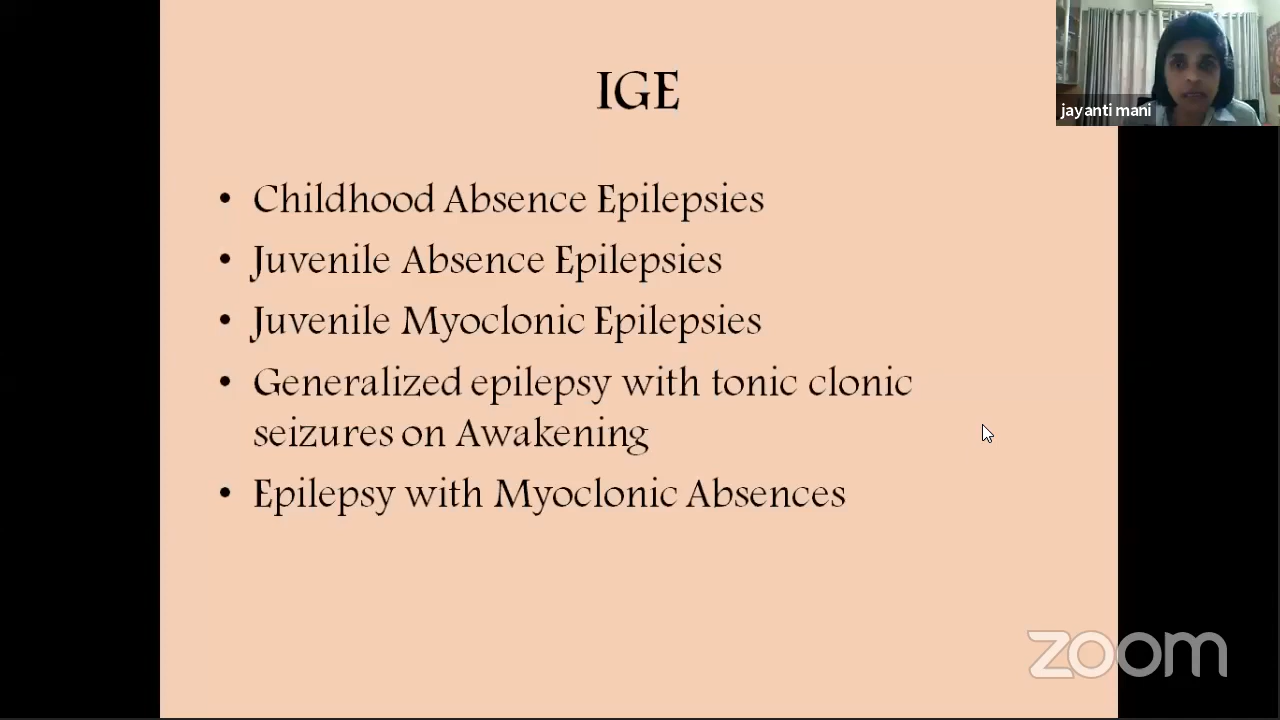 IGE
jayanti mani
• Childhood Absence Epilepsies
• Juvenile Absence Epilepsies
• Juvenile Myoclonic Epilepsies
• Generalized epilepsy with tonic clonic
seizures on Awakening
• Epilepsy with Myoclonic Absences
zoom